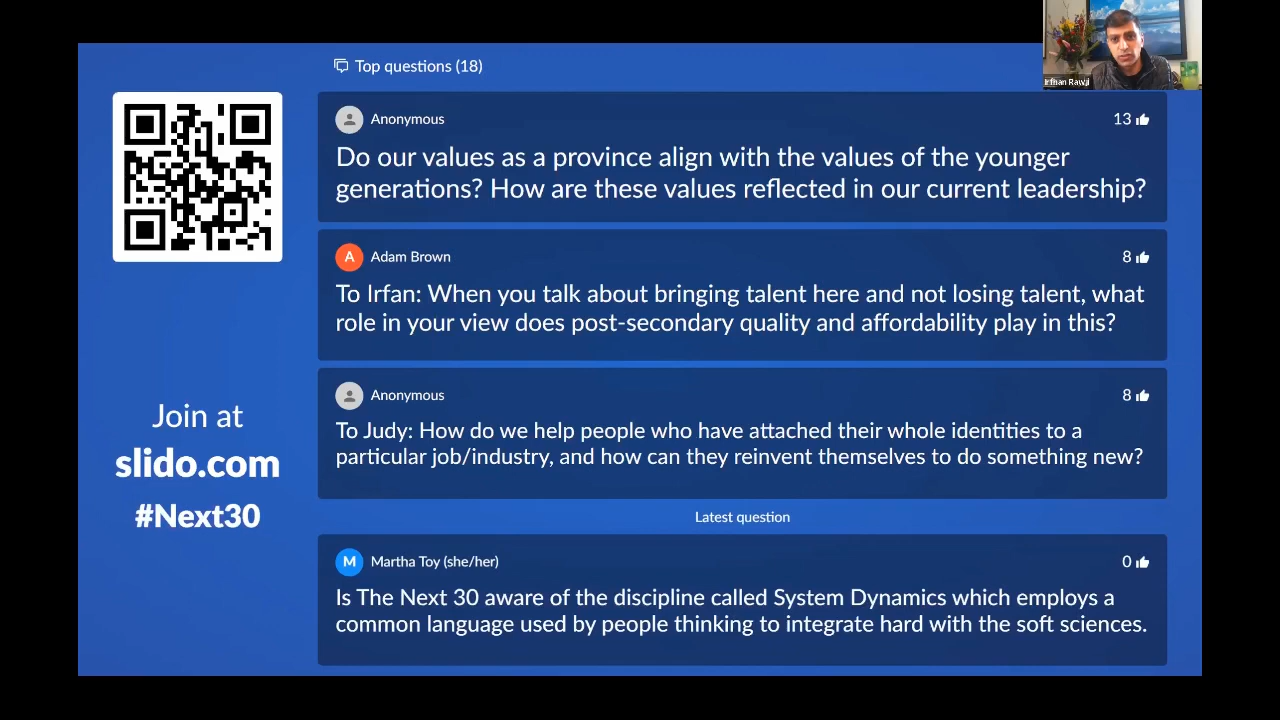 Top questions (18)
Irfhan Rawji
Anonymous
13
Do our values as a province align with the values of the younger
generations? How are these values reflected in our current leadership?
A
Adam Brown
8
To Irfan: When you talk about bringing talent here and not losing talent, what
role in your view does post-secondary quality and affordability play in this?
Anonymous
8
To Judy: How do we help people who have attached their whole identities to a
particular job/industry, and how can they reinvent themselves to do something new?
Join at
slido.com
#Next30
Latest question
M
Martha Toy (she/her)
0
Is The Next 30 aware of the discipline called System Dynamics which employs a
common language used by people thinking to integrate hard with the soft sciences.